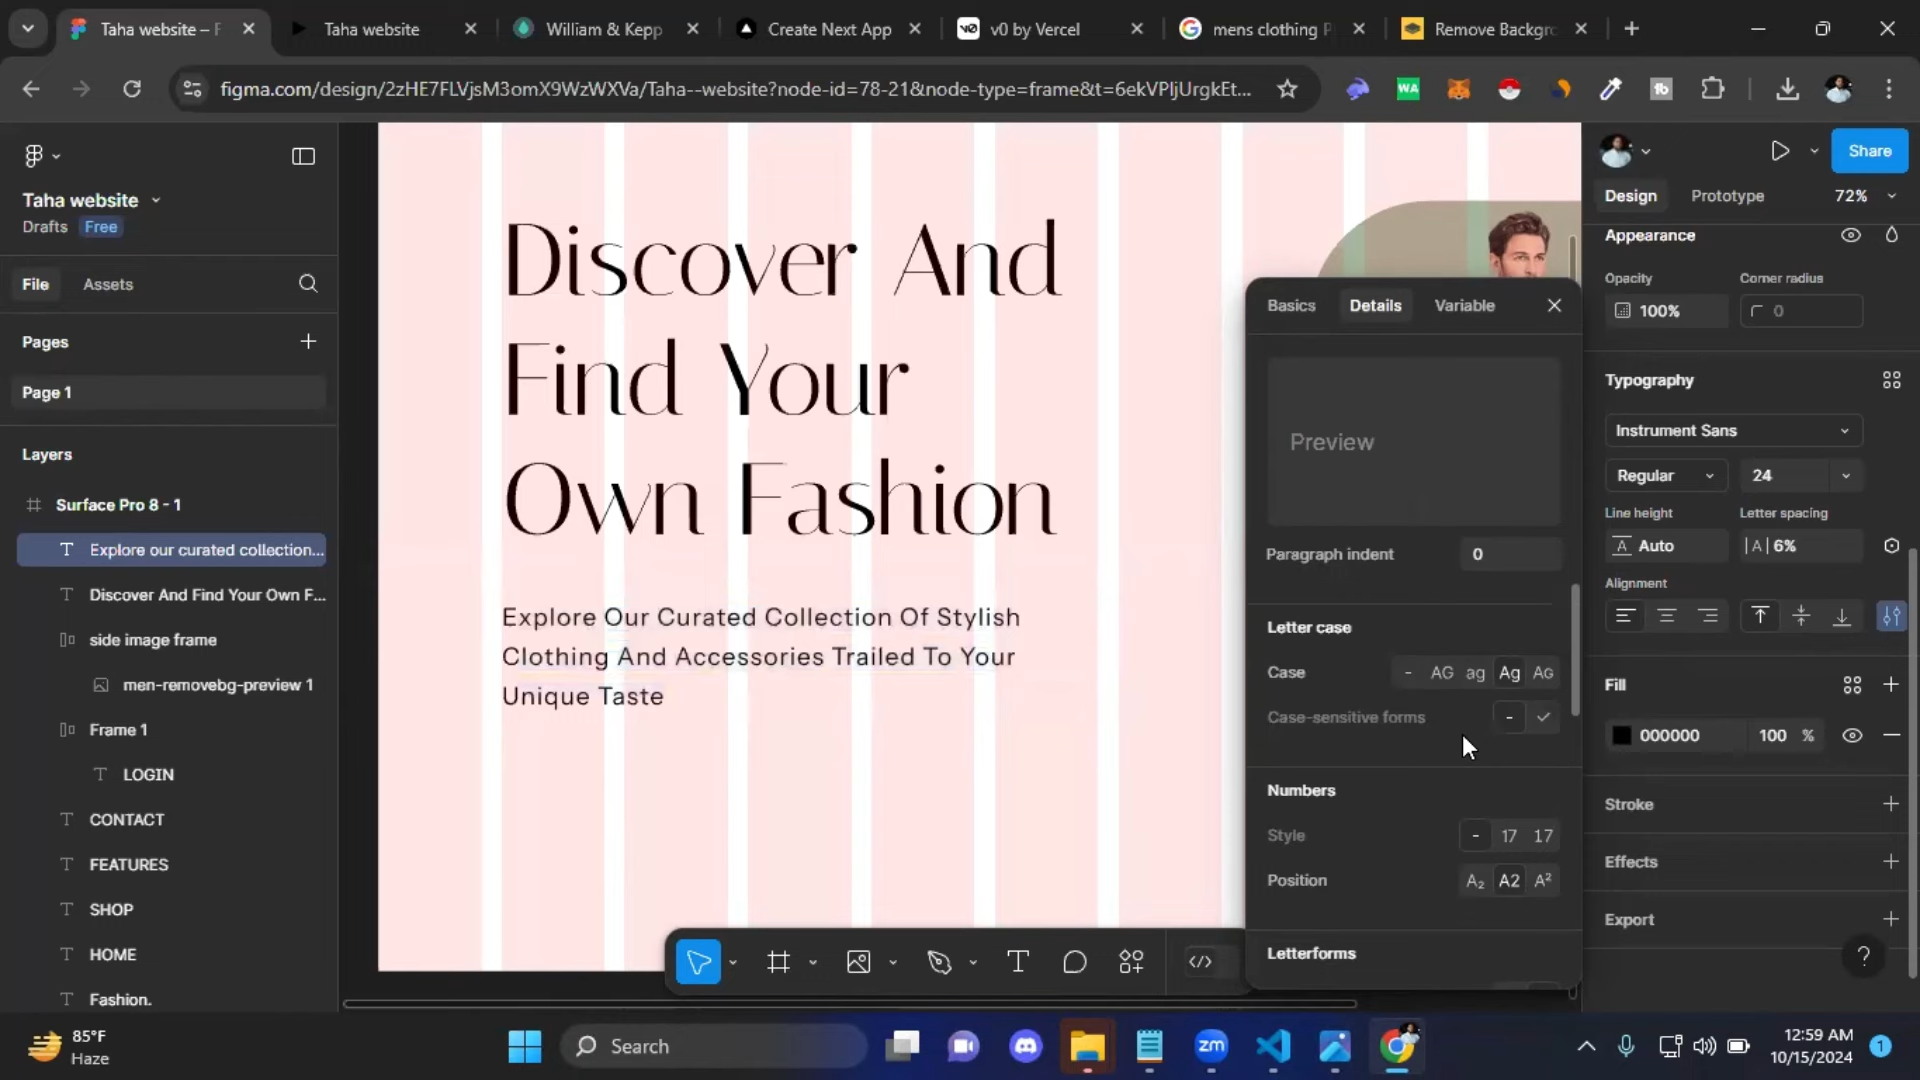 Taha website – F
Taha website
William & Kepp
Create Next App
v0 by Vercel
mens clothing P
Remove Backgro
figma.com/design/2zHE7FLVjsM3omX9WzWXVa/Taha--website?node-id=78-21&node-type=frame&t=6ekVPljUrgkEt...
WA
Taha website
Drafts Free
File Assets
Pages
Page 1
Layers
Surface Pro 8 - 1
Explore our curated collection...
Discover And Find Your Own F...
side image frame
men-removebg-preview 1
Frame 1
LOGIN
CONTACT
FEATURES
SHOP
HOME
Fashion.
Discover And
Find Your
Own Fashion
Explore Our Curated Collection Of Stylish
Clothing And Accessories Trailed To Your
Unique Taste
Basics Details Variable
Preview
Paragraph indent 0
Letter case
Case - AG ag Ag AG
Case-sensitive forms -
Numbers
Style - 17 17
Position A₂ A2 A²
Letterforms
Share
Design Prototype 72%
Appearance
Opacity Corner radius
100% 0
Typography
Instrument Sans
Regular 24
Line height Letter spacing
Auto |A| 6%
Alignment
Fill
000000 100 %
Stroke
Effects
Export
?
85°F
Haze
Search
zm
12:59 AM
10/15/2024
1